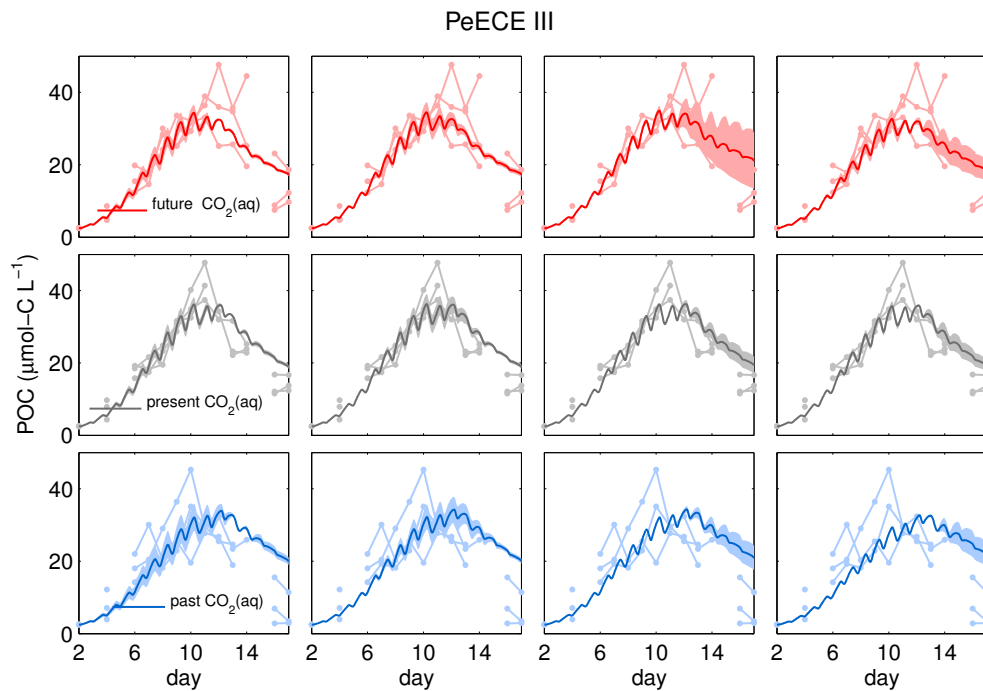 PeECE III
40
20
0
future CO₂(aq)
40
20
0
present CO₂(aq)
POC (µmol−C L⁻¹)
40
20
0
past CO₂(aq)
2 6 10 14 2 6 10 14 2 6 10 14 2 6 10 14
day day day day